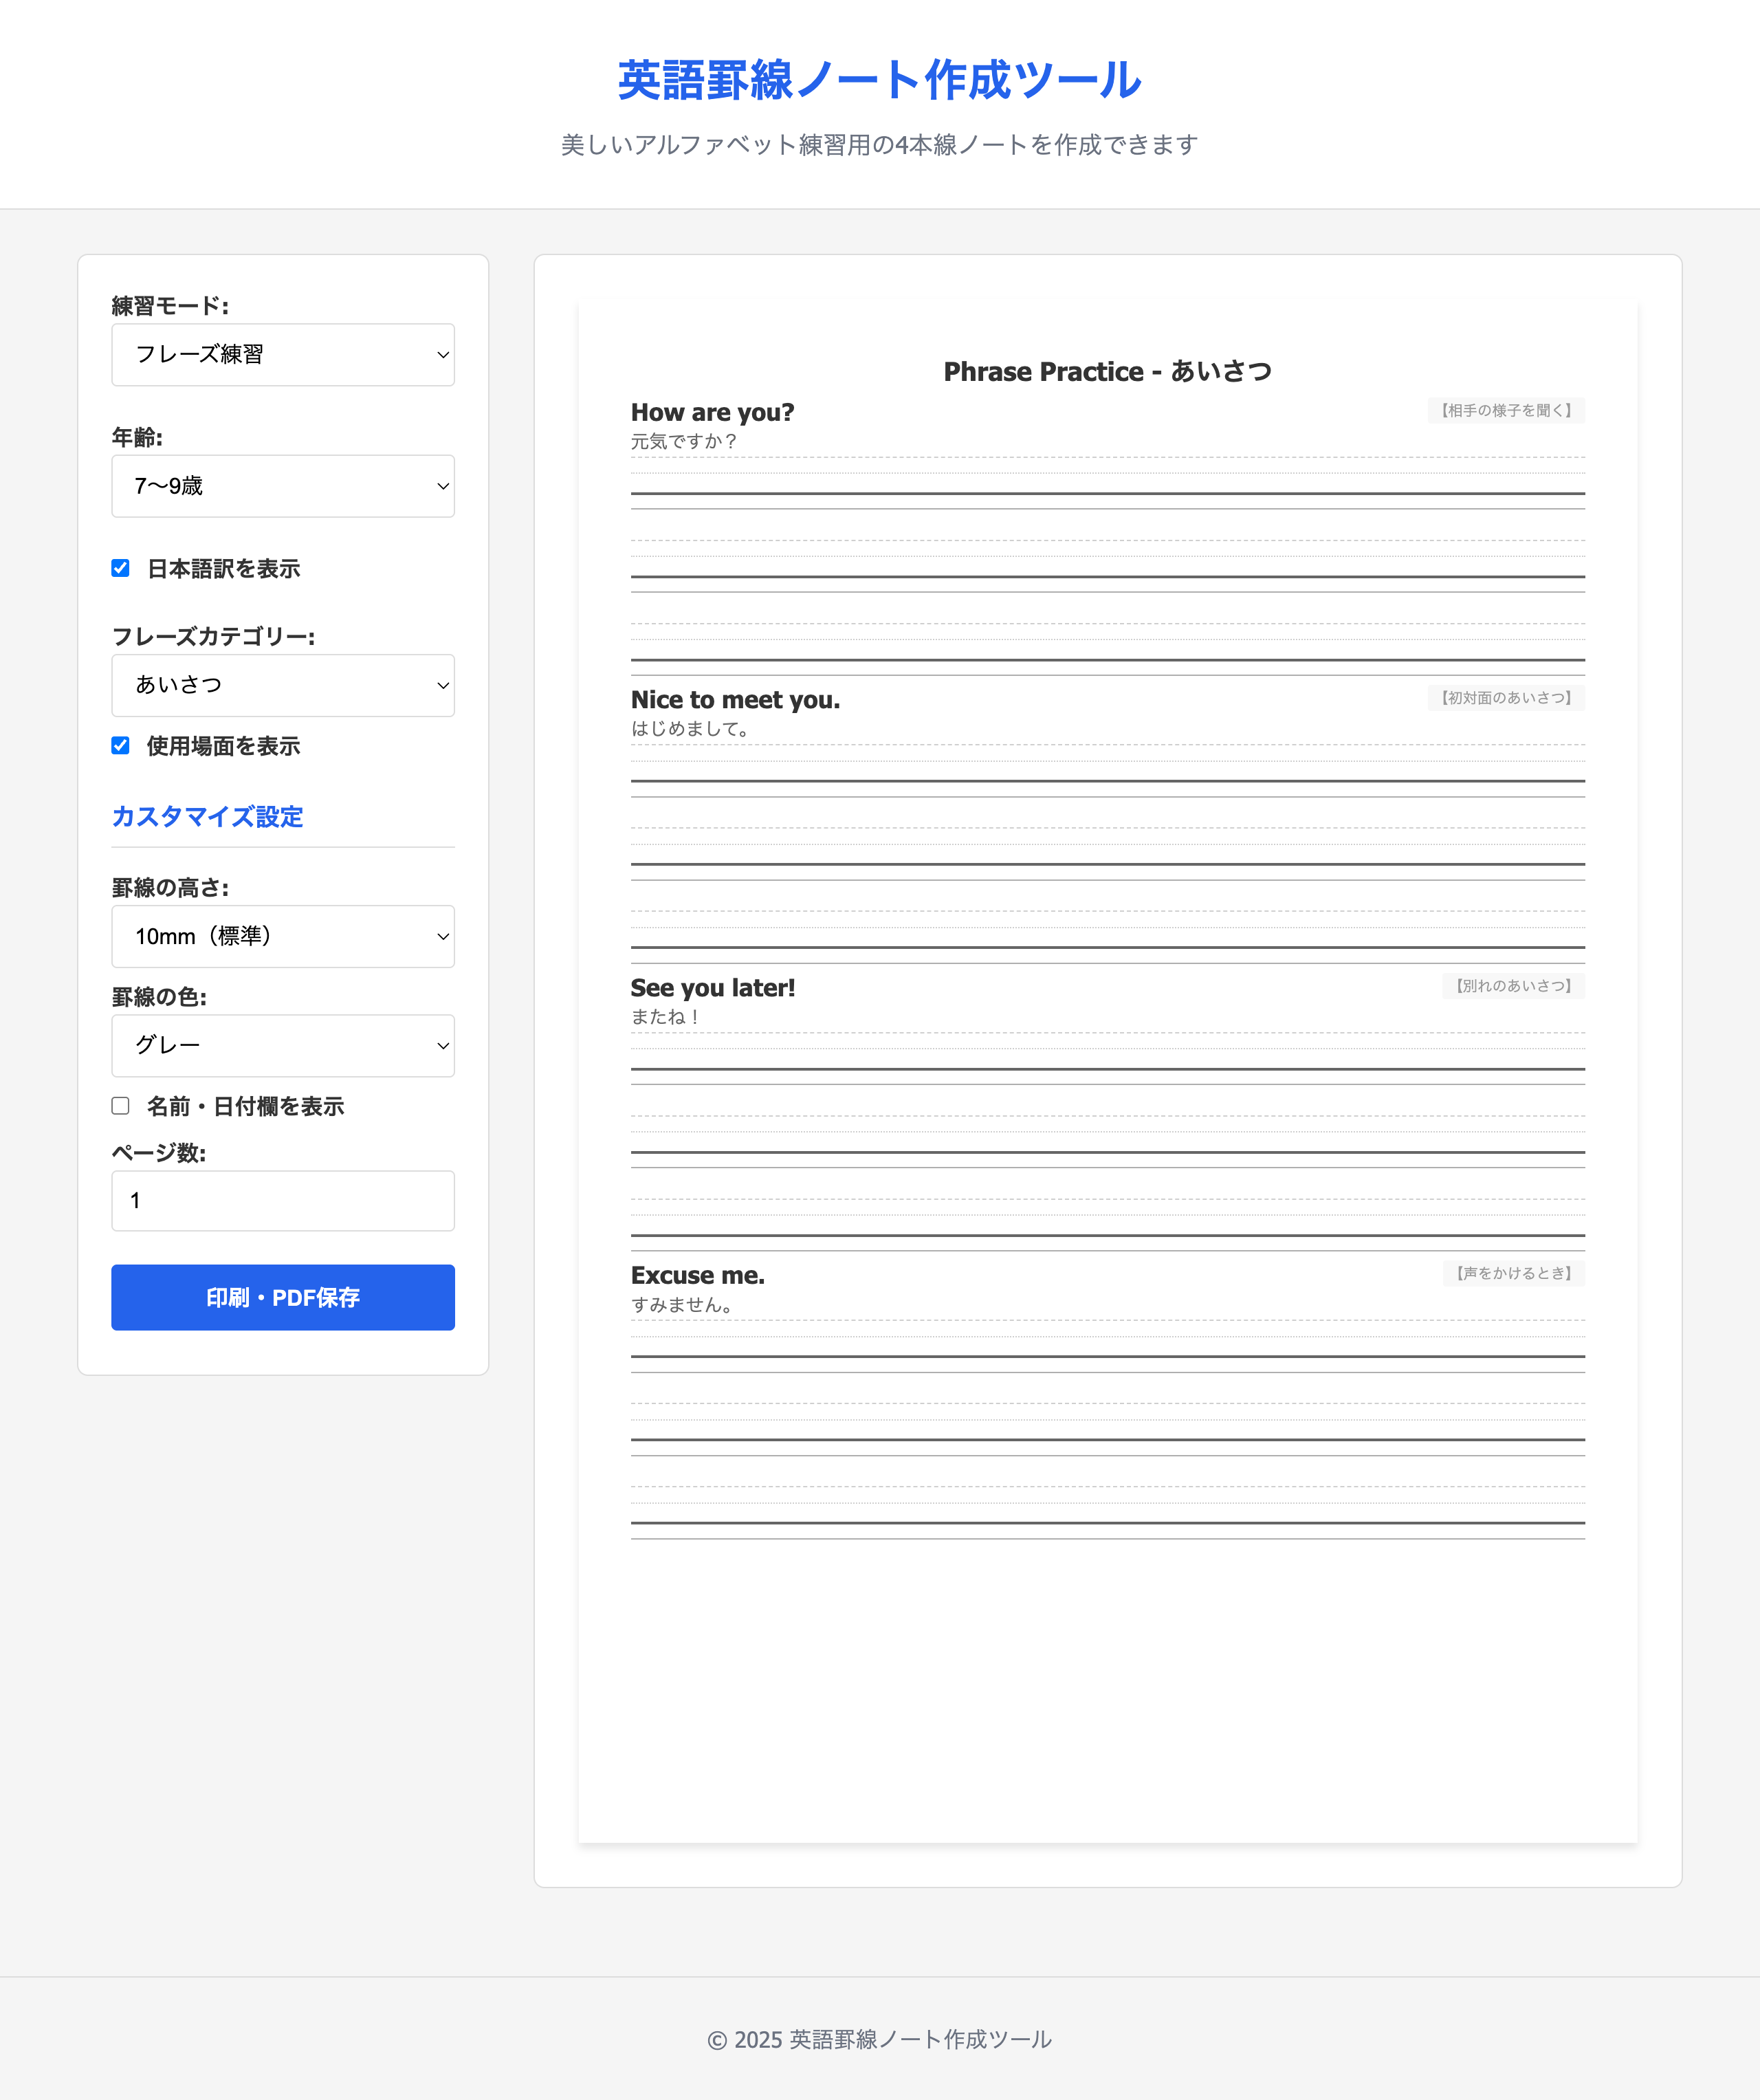 英語罫線ノート作成ツール
美しいアルファベット練習用の4本線ノートを作成できます
練習モード:
フレーズ練習
年齢:
7〜9歳
日本語訳を表示
フレーズカテゴリー:
あいさつ
使用場面を表示
カスタマイズ設定
罫線の高さ:
10mm（標準）
罫線の色:
グレー
名前・日付欄を表示
ページ数:
1
印刷・PDF保存
Phrase Practice - あいさつ
How are you?
【相手の様子を聞く】
元気ですか？
Nice to meet you.
【初対面のあいさつ】
はじめまして。
See you later!
【別れのあいさつ】
またね！
Excuse me.
【声をかけるとき】
すみません。
© 2025 英語罫線ノート作成ツール